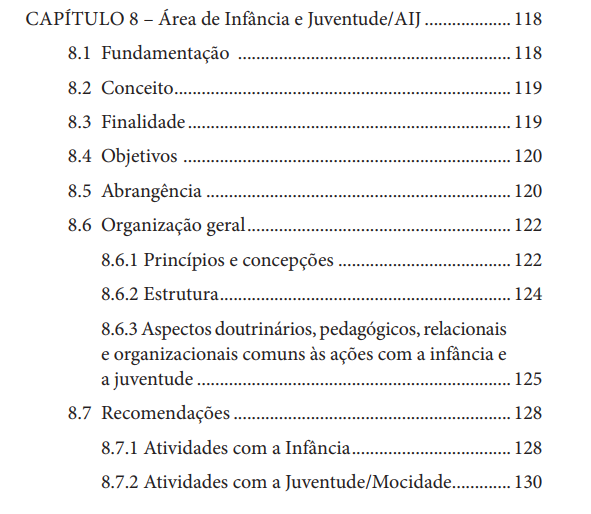 CAPÍTULO 8 – Área de Infância e Juventude/AIJ .................... 118
8.1 Fundamentação ............................................................ 118
8.2 Conceito......................................................................... 119
8.3 Finalidade ...................................................................... 119
8.4 Objetivos ....................................................................... 120
8.5 Abrangência .................................................................. 120
8.6 Organização geral.......................................................... 122
8.6.1 Princípios e concepções ...................................... 122
8.6.2 Estrutura............................................................... 124
8.6.3 Aspectos doutrinários, pedagógicos, relacionais
e organizacionais comuns às ações com a infância e
a juventude .................................................................... 125
8.7 Recomendações ............................................................ 128
8.7.1 Atividades com a Infância.................................... 128
8.7.2 Atividades com a Juventude/Mocidade............. 130